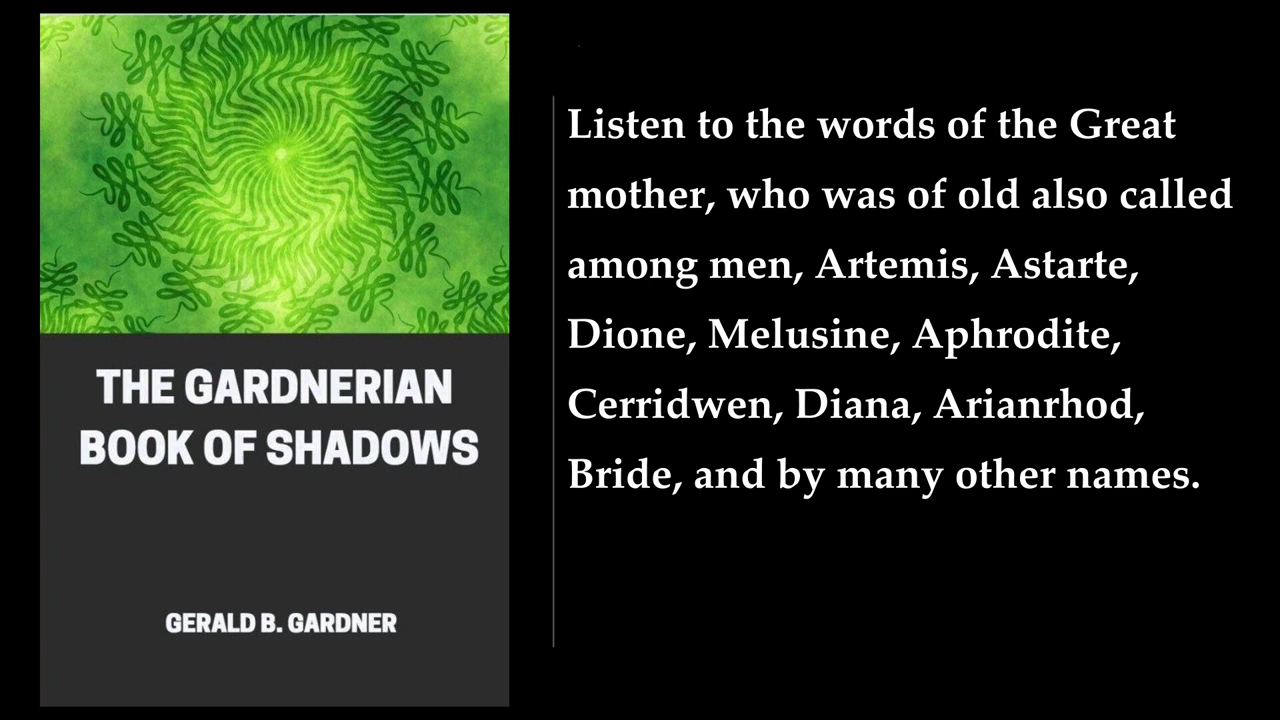 THE GARDNERIAN
BOOK OF SHADOWS
GERALD B. GARDNER
Listen to the words of the Great
mother, who was of old also called
among men, Artemis, Astarte,
Dione, Melusine, Aphrodite,
Cerridwen, Diana, Arianrhod,
Bride, and by many other names.